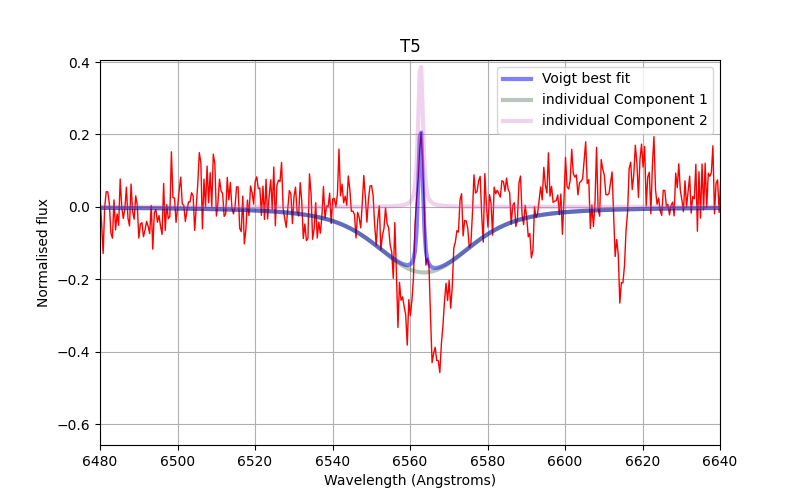 T5
Voigt best fit
individual Component 1
individual Component 2
0.4
0.2
0.0
−0.2
−0.4
−0.6
Normalised flux
6480 6500 6520 6540 6560 6580 6600 6620 6640
Wavelength (Angstroms)